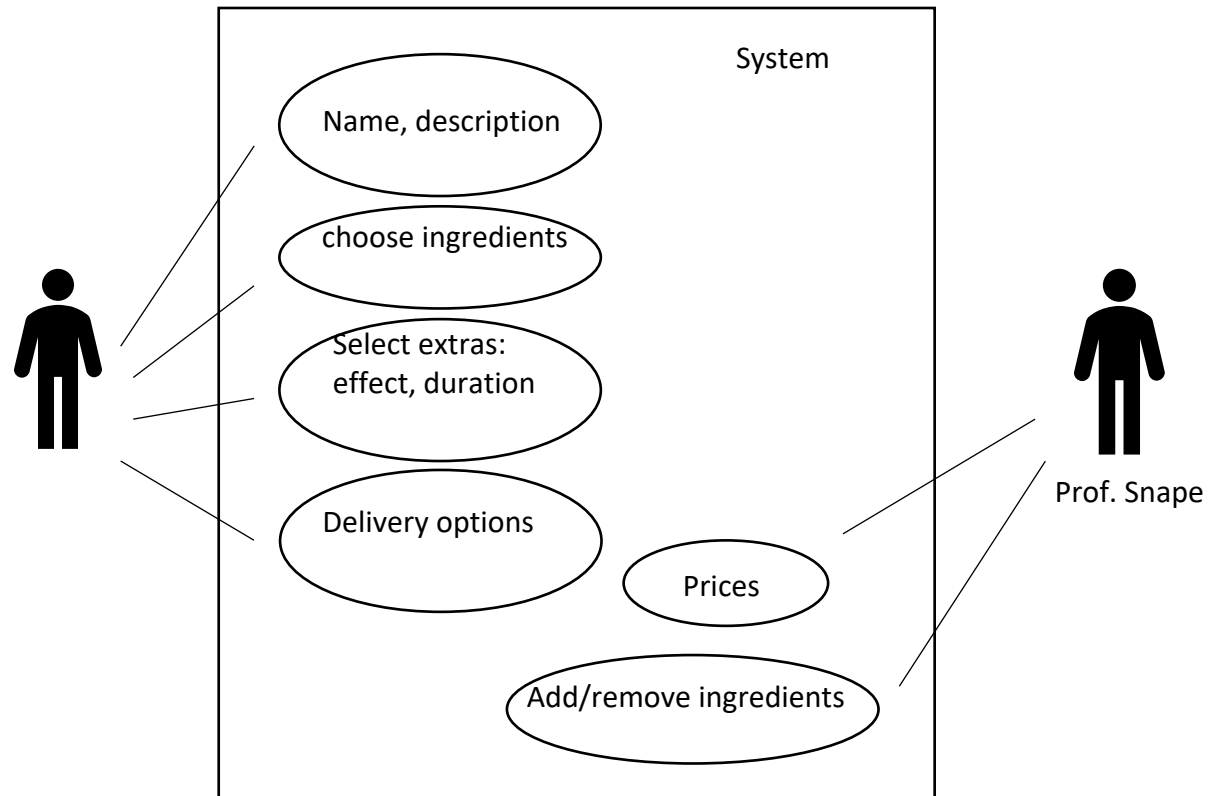 System
Name, description
choose ingredients
Select extras:
effect, duration
Delivery options
Prof. Snape
Prices
Add/remove ingredients